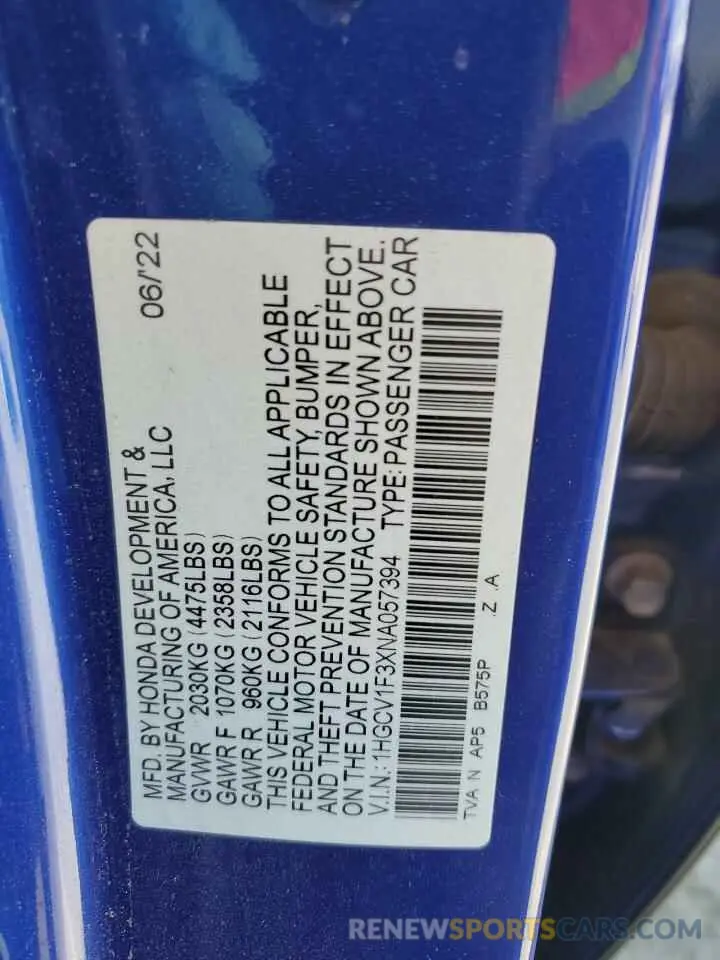 MFD. BY HONDA DEVELOPMENT & 06/'22
MANUFACTURING OF AMERICA, LLC
GVWR 2030KG (4475LBS)
GAWR F 1070KG (2358LBS)
GAWR R 960KG (2116LBS)
THIS VEHICLE CONFORMS TO ALL APPLICABLE
FEDERAL MOTOR VEHICLE SAFETY, BUMPER,
AND THEFT PREVENTION STANDARDS IN EFFECT
ON THE DATE OF MANUFACTURE SHOWN ABOVE.
V.I.N.: 1HGCV1F3XNA057394 TYPE: PASSENGER CAR
TVA N AP5 B575P .Z .A
RENEWSPORTSCARS.COM